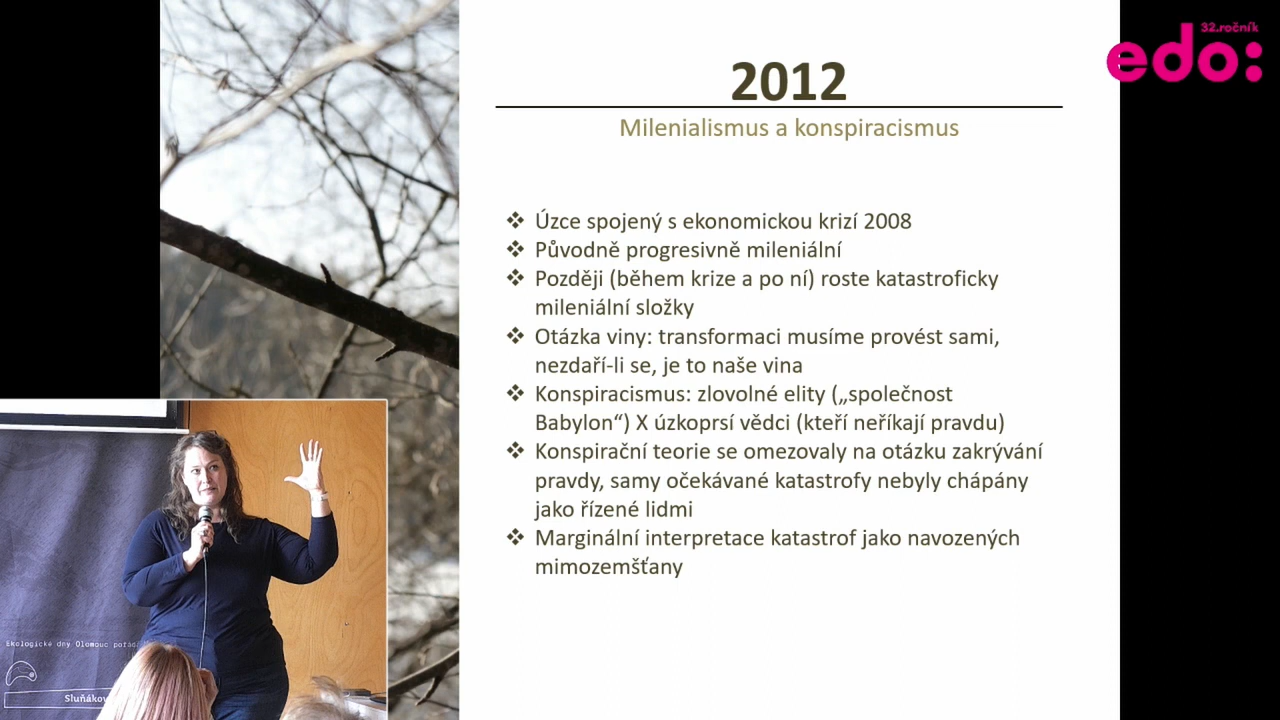 32.ročník
edo:
2012
Milenialismus a konspiracismus
❖ Úzce spojený s ekonomickou krizí 2008
❖ Původně progresivně mileniální
❖ Později (během krize a po ní) roste katastroficky
mileniální složky
❖ Otázka viny: transformaci musíme provést sami,
nezdaří-li se, je to naše vina
❖ Konspiracismus: zlovolné elity („společnost
Babylon“) X úzkoprsí vědci (kteří neříkají pravdu)
❖ Konspirační teorie se omezovaly na otázku zakrývání
pravdy, samy očekávané katastrofy nebyly chápány
jako řízené lidmi
❖ Marginální interpretace katastrof jako navozených
mimozemšťany
Ekologické dny Olomouc pořád
Sluňákov